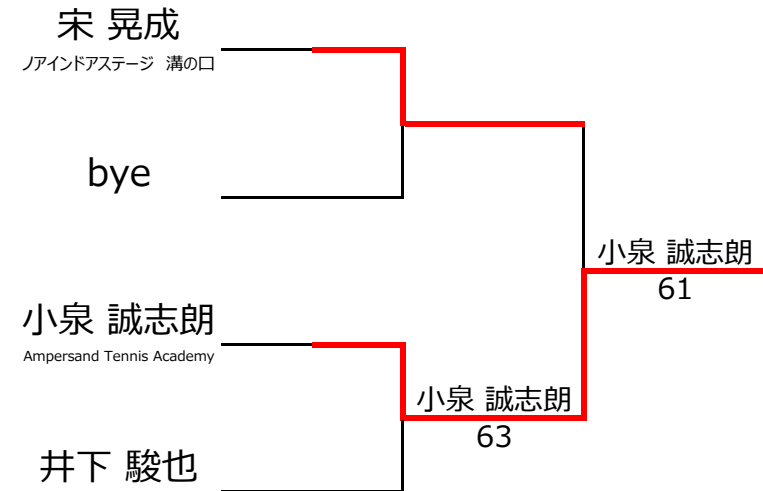 宋 晃成
ノアインドアステージ 溝の口
bye
小泉 誠志朗
61
小泉 誠志朗
Ampersand Tennis Academy
小泉 誠志朗
63
井下 駿也